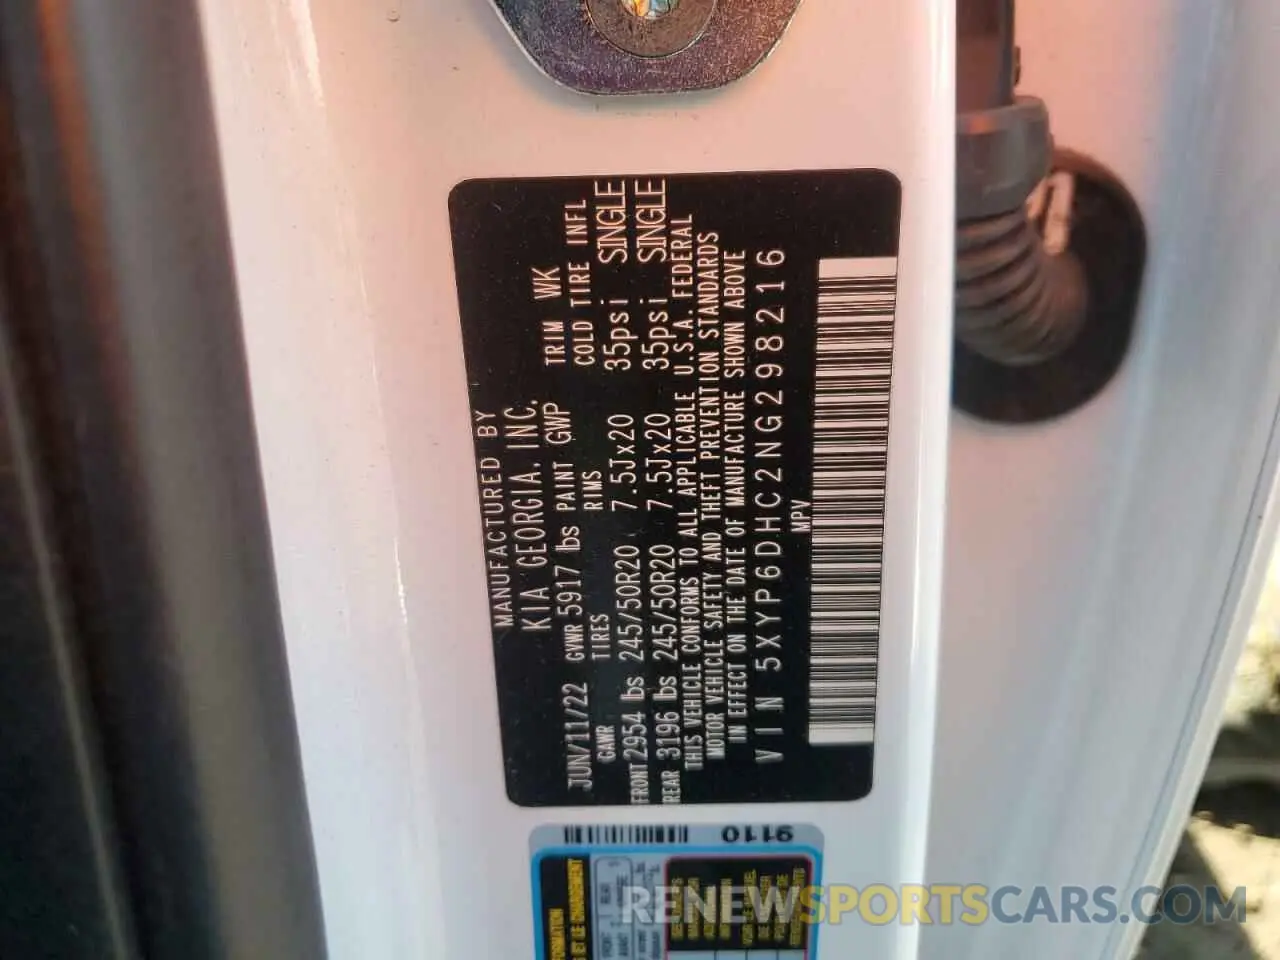 MANUFACTURED BY
KIA GEORGIA, INC.
JUN/11/22 GVWR 5917 lbs PAINT GWP TRIM WK
GAWR TIRES RIMS COLD TIRE INFL
FRONT 2954 lbs 245/50R20 7.5Jx20 35psi SINGLE
REAR 3196 lbs 245/50R20 7.5Jx20 35psi SINGLE
THIS VEHICLE CONFORMS TO ALL APPLICABLE U.S.A. FEDERAL
MOTOR VEHICLE SAFETY AND THEFT PREVENTION STANDARDS
IN EFFECT ON THE DATE OF MANUFACTURE SHOWN ABOVE
VIN 5XYP6DHC2NG298216
MPV
9110
RENEWSPORTSCARS.COM